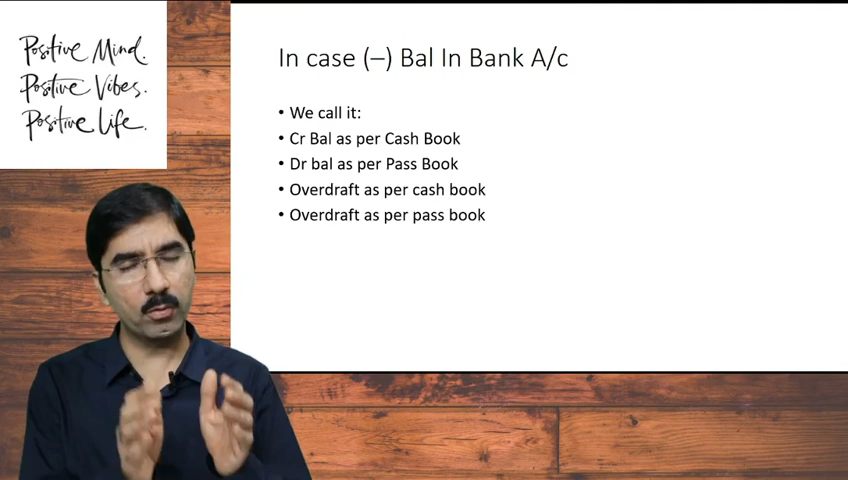 Positive Mind.
Positive Vibes.
Positive Life.
In case (–) Bal In Bank A/c
• We call it:
• Cr Bal as per Cash Book
• Dr bal as per Pass Book
• Overdraft as per cash book
• Overdraft as per pass book